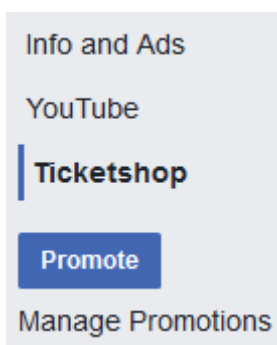 Info and Ads
YouTube
Ticketshop
Promote
Manage Promotions